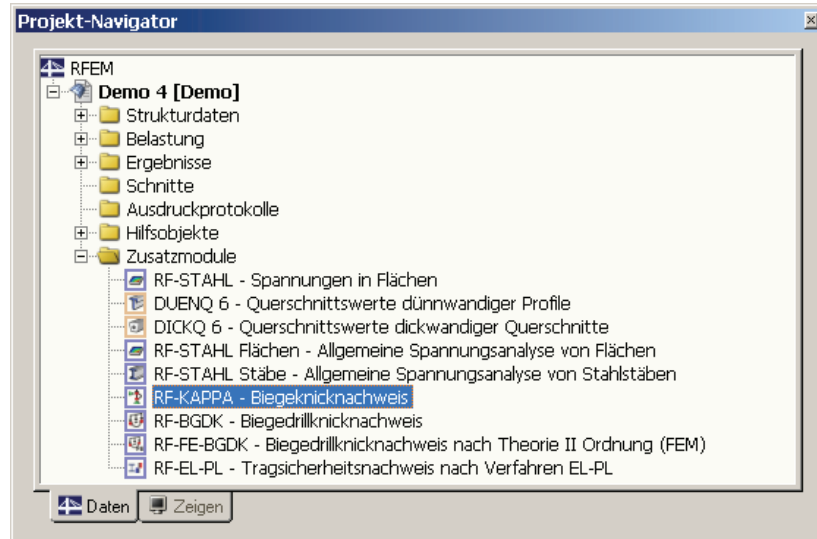 Projekt-Navigator
RFEM
Demo 4 [Demo]
Strukturdaten
Belastung
Ergebnisse
Schnitte
Ausdruckprotokolle
Hilfsobjekte
Zusatzmodule
RF-STAHL - Spannungen in Flächen
DUENQ 6 - Querschnittswerte dünnwandiger Profile
DICKQ 6 - Querschnittswerte dickwandiger Querschnitte
RF-STAHL Flächen - Allgemeine Spannungsanalyse von Flächen
RF-STAHL Stäbe - Allgemeine Spannungsanalyse von Stahlstäben
RF-KAPPA - Biegeknicknachweis
RF-BGDK - Biegedrillknicknachweis
RF-FE-BGDK - Biegedrillknicknachweis nach Theorie II Ordnung (FEM)
RF-EL-PL - Tragsicherheitsnachweis nach Verfahren EL-PL
Daten Zeigen